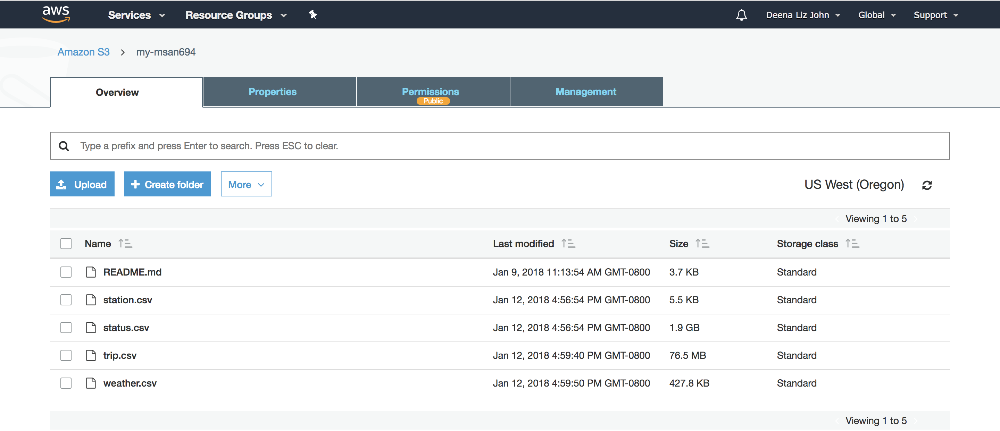 aws Services Resource Groups Deena Liz John Global Support
Amazon S3 > my-msan694
Overview Properties Permissions Management
Public
Type a prefix and press Enter to search. Press ESC to clear.
Upload + Create folder More US West (Oregon)
Viewing 1 to 5
Name Last modified Size Storage class
README.md Jan 9, 2018 11:13:54 AM GMT-0800 3.7 KB Standard
station.csv Jan 12, 2018 4:56:54 PM GMT-0800 5.5 KB Standard
status.csv Jan 12, 2018 4:56:54 PM GMT-0800 1.9 GB Standard
trip.csv Jan 12, 2018 4:59:40 PM GMT-0800 76.5 MB Standard
weather.csv Jan 12, 2018 4:59:50 PM GMT-0800 427.8 KB Standard
Viewing 1 to 5